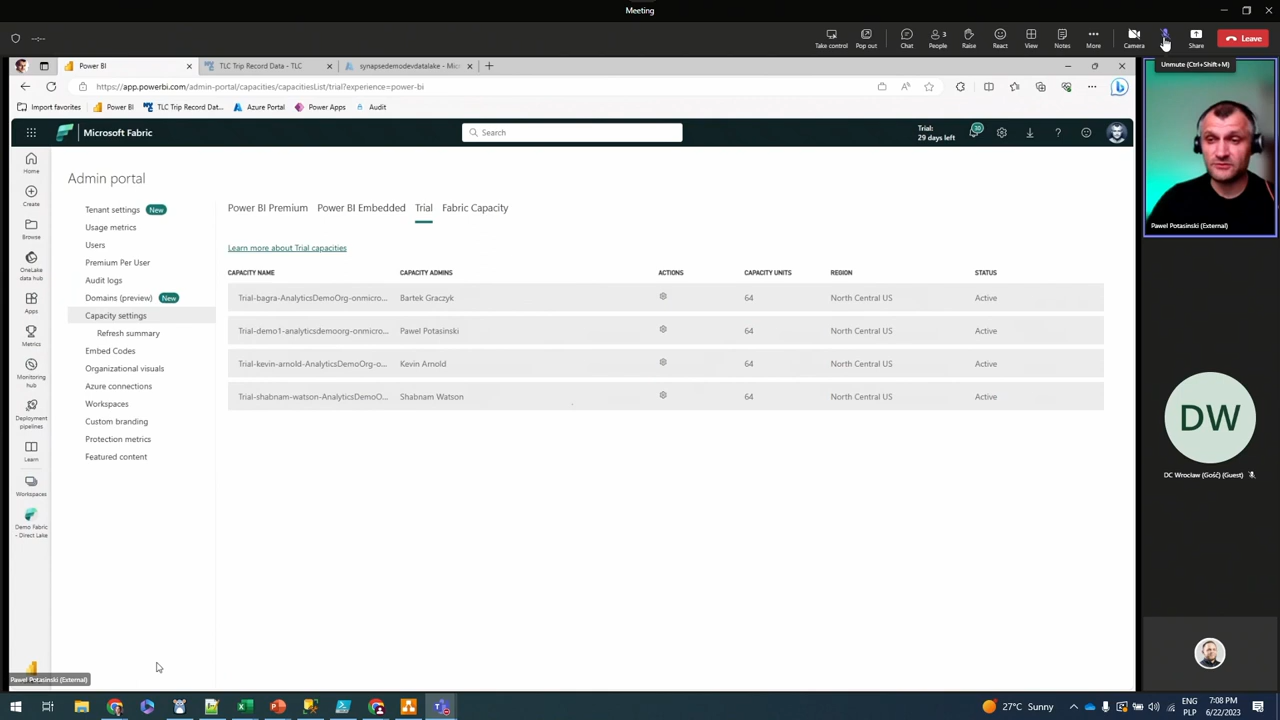 Meeting
--:--
Take control
Pop out
Chat
3
People
Raise
React
View
Notes
More
Camera
Share
Leave
Unmute (Ctrl+Shift+M)
Power BI
TLC Trip Record Data - TLC
synapsedemodevdatalake - Mic
https://app.powerbi.com/admin-portal/capacities/capacitiesList/trial?experience=power-bi
Import favorites
Power BI
TLC Trip Record Dat...
Azure Portal
Power Apps
Audit
Microsoft Fabric
Search
Trial:
29 days left
30
Home
Create
Browse
OneLake
data hub
Apps
Metrics
Monitoring
hub
Deployment
pipelines
Learn
Workspaces
Demo Fabric
- Direct Lake
Admin portal
Tenant settings New
Usage metrics
Users
Premium Per User
Audit logs
Domains (preview) New
Capacity settings
Refresh summary
Embed Codes
Organizational visuals
Azure connections
Workspaces
Custom branding
Protection metrics
Featured content
Power BI Premium Power BI Embedded Trial Fabric Capacity
Learn more about Trial capacities
CAPACITY NAME CAPACITY ADMINS ACTIONS CAPACITY UNITS REGION STATUS
Trial-bagra-AnalyticsDemoOrg-onmicro... Bartek Graczyk 64 North Central US Active
Trial-demo1-analyticsdemoorg-onmicro... Pawel Potasinski 64 North Central US Active
Trial-kevin-arnold-AnalyticsDemoOrg-o... Kevin Arnold 64 North Central US Active
Trial-shabnam-watson-AnalyticsDemoO... Shabnam Watson 64 North Central US Active
Pawel Potasinski (External)
DW
DC Wrocław (Gość) (Guest)
Pawel Potasinski (External)
27°C Sunny
ENG
PLP
7:08 PM
6/22/2023